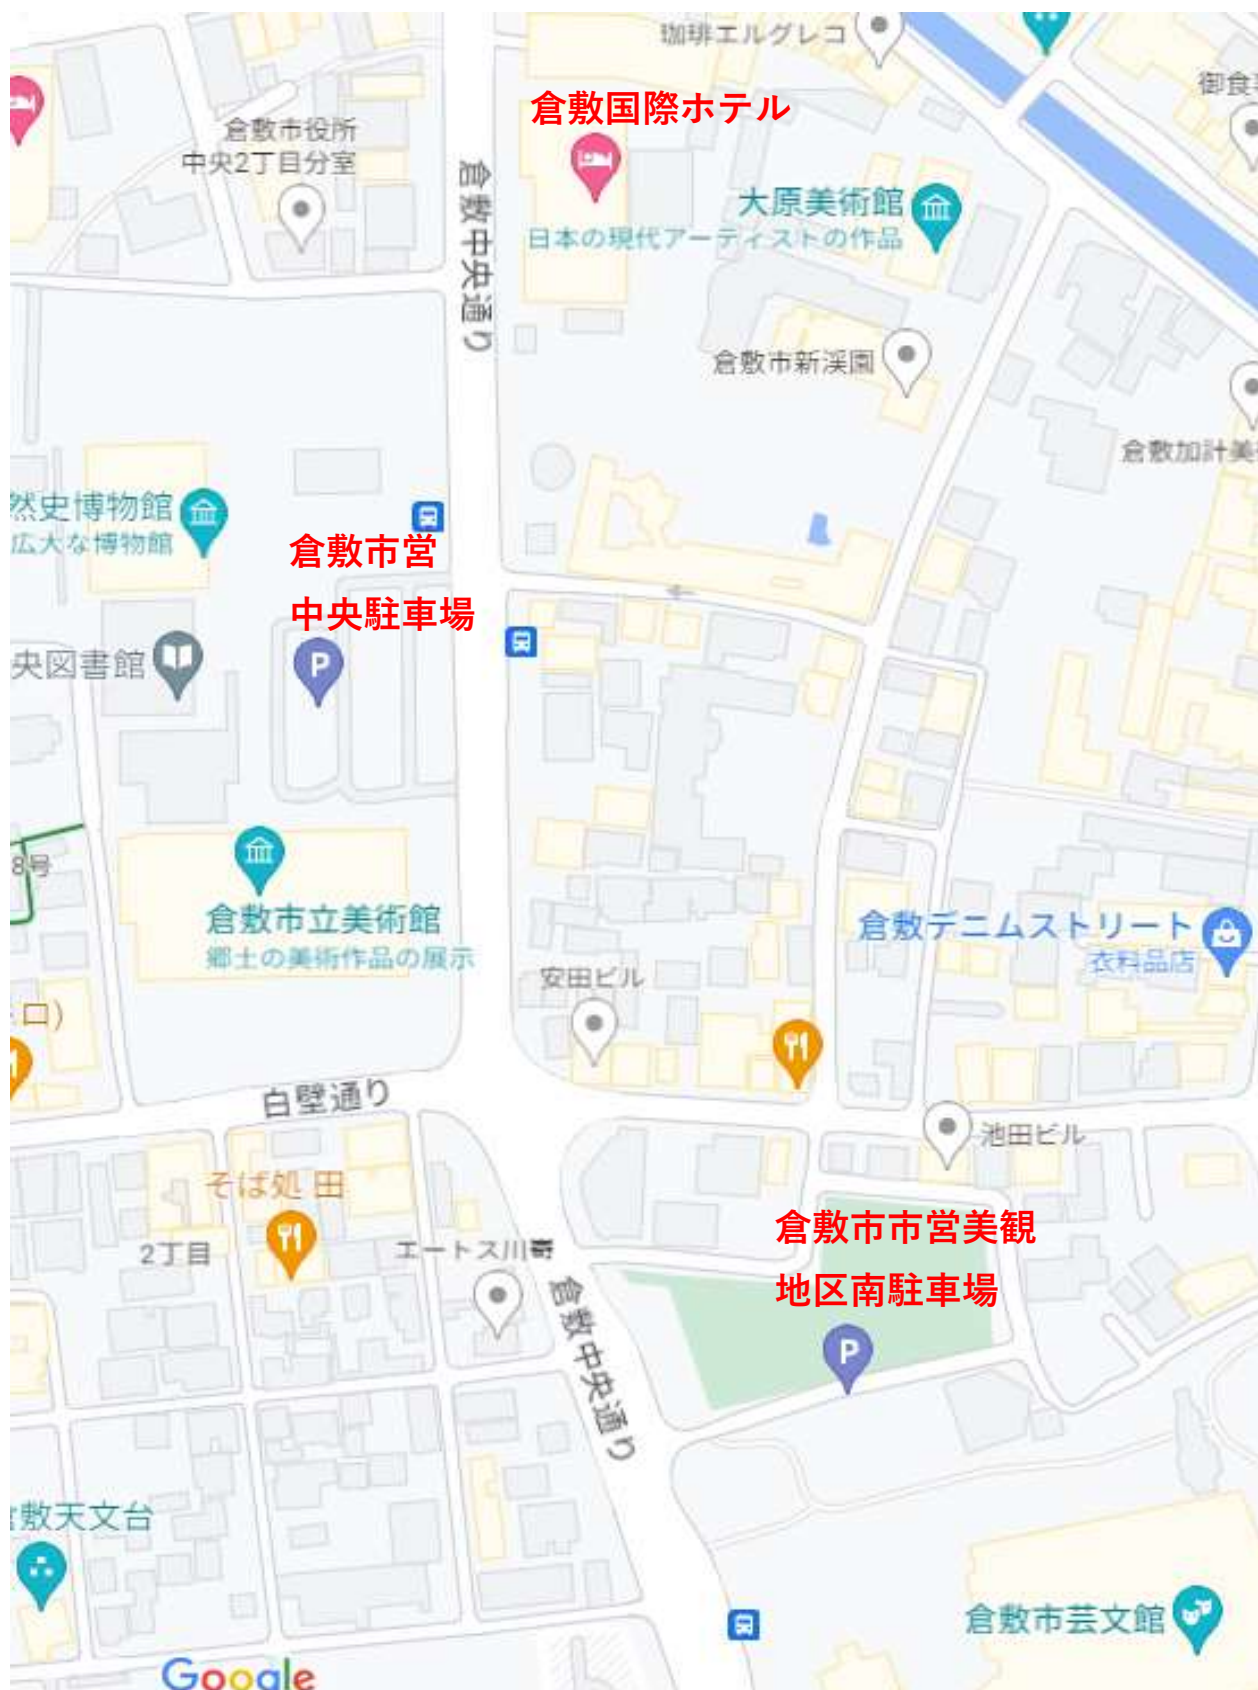 珈琲エルグレコ
御食
倉敷国際ホテル
倉敷市役所
中央2丁目分室
倉敷中央通り
大原美術館
日本の現代アーティストの作品
倉敷市新渓園
倉敷加計美
然史博物館
広大な博物館
倉敷市営
中央駐車場
P
央図書館
8号
倉敷市立美術館
郷土の美術作品の展示
倉敷デニムストリート
衣料品店
安田ビル
口)
白壁通り
池田ビル
そば処 田
2丁目
エートス川崎
倉敷市市営美観
地区南駐車場
P
倉敷中央通り
敷天文台
倉敷市芸文館
Google